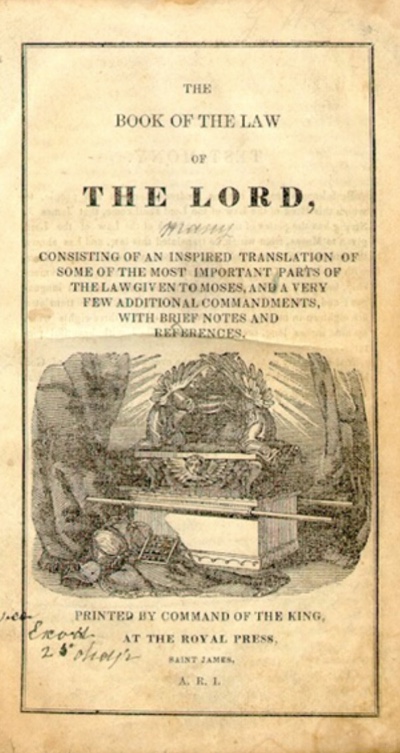 THE
BOOK OF THE LAW
OF
THE LORD,
many
CONSISTING OF AN INSPIRED TRANSLATION OF
SOME OF THE MOST IMPORTANT PARTS OF
THE LAW GIVEN TO MOSES, AND A VERY
FEW ADDITIONAL COMMANDMENTS,
WITH BRIEF NOTES AND
REFERENCES.
PRINTED BY COMMAND OF THE KING,
AT THE ROYAL PRESS,
SAINT JAMES,
A. R. I.
Exod.
25 chap